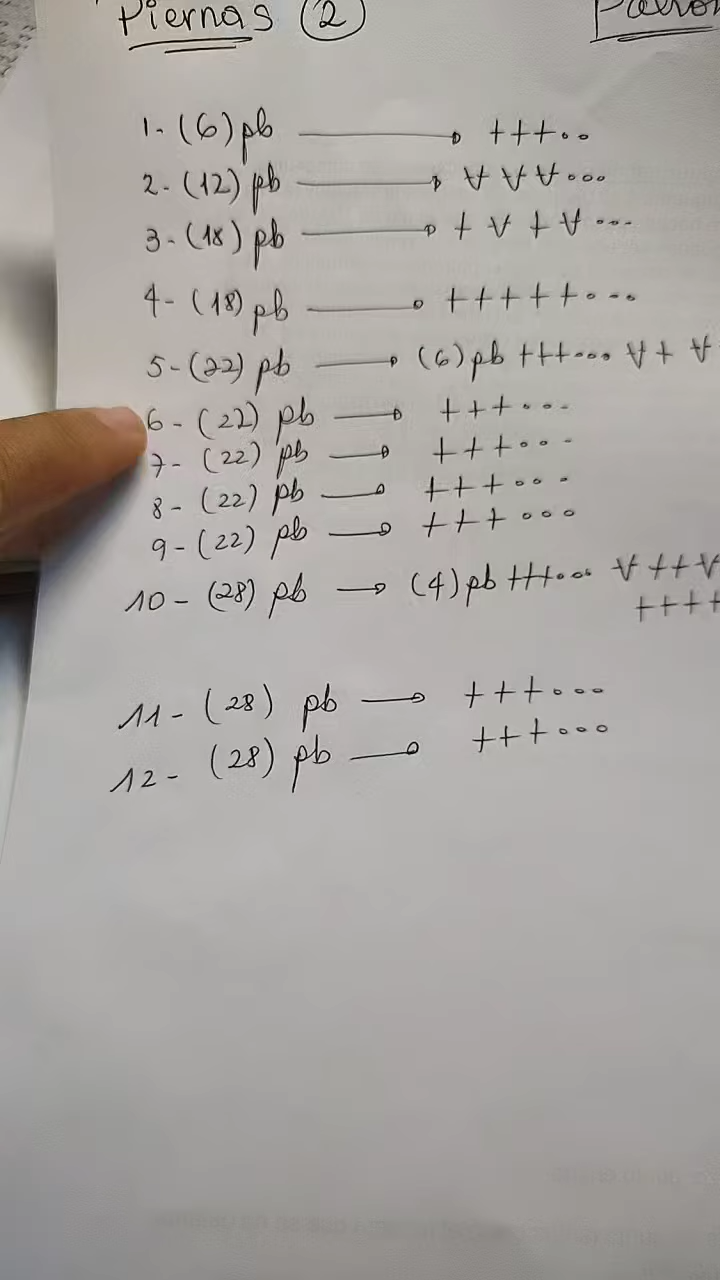 Piernas ②
1- (6) pb → +++..
2- (12) pb → V V V...
3- (18) pb → + V + V ...
4- (18) pb → +++++...
5- (22) pb → (6) pb +++... V + V
6- (22) pb → +++...
7- (22) pb → +++...
8- (22) pb → +++...
9- (22) pb → +++...
10- (28) pb → (4) pb +++... V ++ V
++++
11- (28) pb → +++...
12- (28) pb → +++...